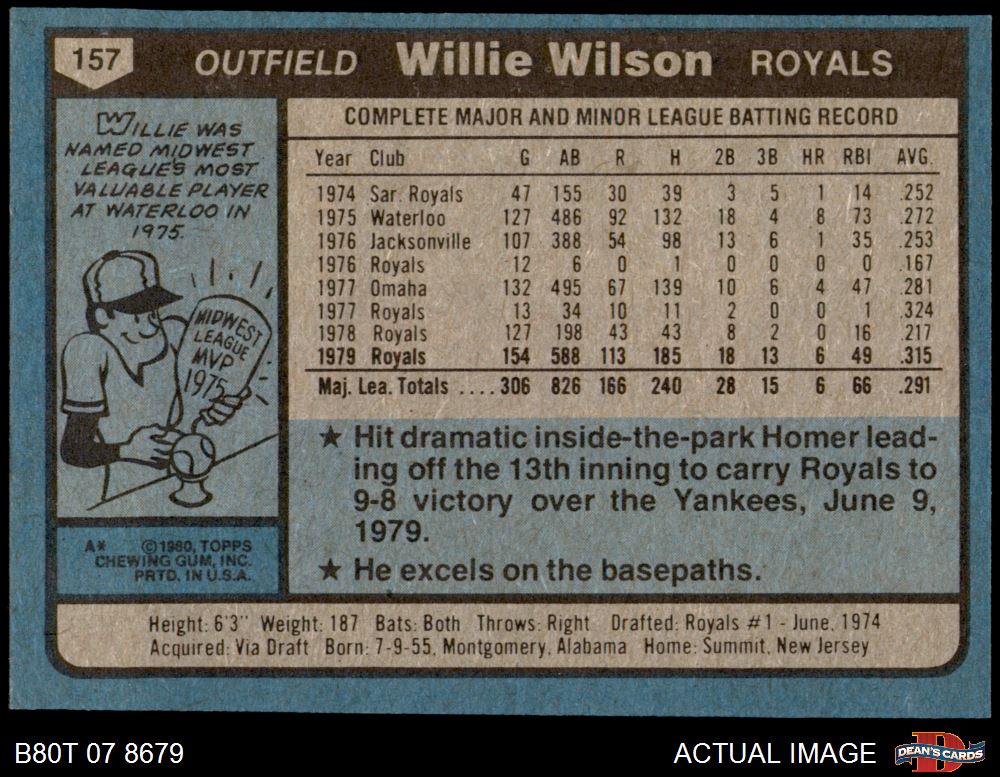 157 OUTFIELD Willie Wilson ROYALS
WILLIE WAS
NAMED MIDWEST
LEAGUE'S MOST
VALUABLE PLAYER
AT WATERLOO IN
1975.
MIDWEST
LEAGUE
MVP
1975
A* ©1980, TOPPS
CHEWING GUM, INC.
PRTD. IN U.S.A.
COMPLETE MAJOR AND MINOR LEAGUE BATTING RECORD
Year Club G AB R H 2B 3B HR RBI AVG.
1974 Sar. Royals 47 155 30 39 3 5 1 14 .252
1975 Waterloo 127 486 92 132 18 4 8 73 .272
1976 Jacksonville 107 388 54 98 13 6 1 35 .253
1976 Royals 12 6 0 1 0 0 0 0 .167
1977 Omaha 132 495 67 139 10 6 4 47 .281
1977 Royals 13 34 10 11 2 0 0 1 .324
1978 Royals 127 198 43 43 8 2 0 16 .217
1979 Royals 154 588 113 185 18 13 6 49 .315
Maj. Lea. Totals .... 306 826 166 240 28 15 6 66 .291
★ Hit dramatic inside-the-park Homer lead-
ing off the 13th inning to carry Royals to
9-8 victory over the Yankees, June 9,
1979.
★ He excels on the basepaths.
Height: 6'3" Weight: 187 Bats: Both Throws: Right Drafted: Royals #1 - June, 1974
Acquired: Via Draft Born: 7-9-55, Montgomery, Alabama Home: Summit, New Jersey
B80T 07 8679 ACTUAL IMAGE D DEAN'S CARDS